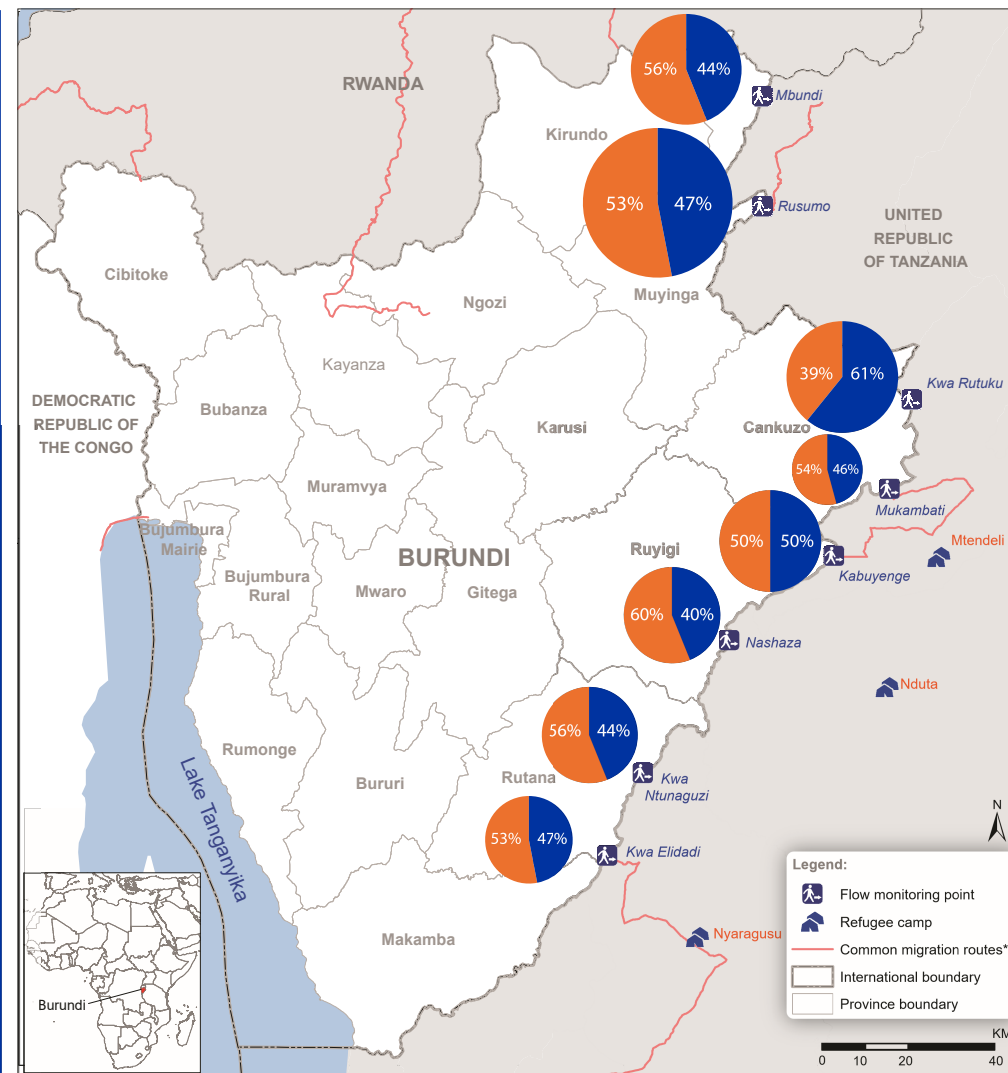 56%
44%
RWANDA
Mbundi
Kirundo
53%
47%
Rusumo
UNITED
REPUBLIC
OF TANZANIA
Cibitoke
Ngozi
Muyinga
Kayanza
39%
61%
Kwa Rutuku
DEMOCRATIC
REPUBLIC OF
THE CONGO
Bubanza
Karusi
Cankuzo
54%
46%
Muramvya
Mukambati
Bujumbura
Mairie
BURUNDI
Ruyigi
50%
50%
Mtendeli
Kabuyenge
Bujumbura
Rural
Mwaro
Gitega
60%
40%
Nashaza
Nduta
56%
44%
Rumonge
Bururi
Rutana
Kwa
Ntunaguzi
Lake Tanganyika
53%
47%
Kwa Elidadi
N
Legend:
Flow monitoring point
Refugee camp
Common migration routes*
International boundary
Province boundary
Nyaragusu
Makamba
Burundi
KM
0
10
20
40